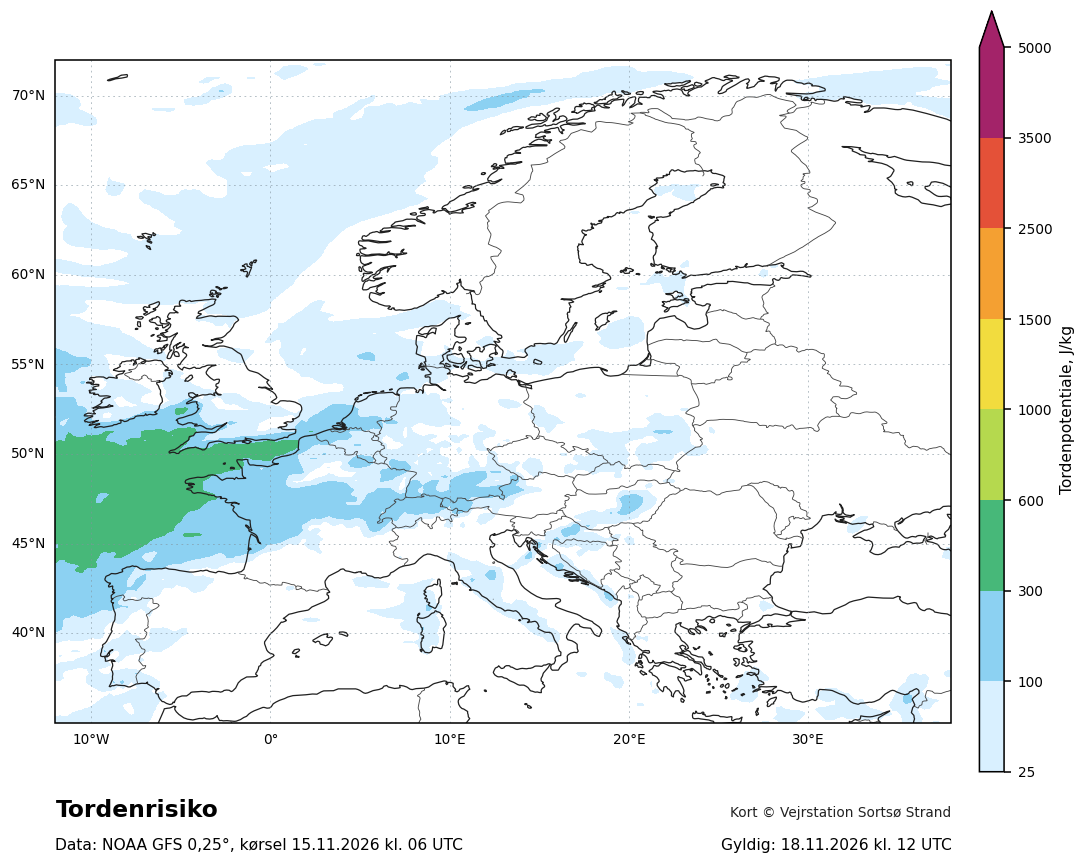 70°N
65°N
60°N
55°N
50°N
45°N
40°N
10°W
0°
10°E
20°E
30°E
5000
3500
2500
1500
1000
600
300
100
25
Tordenpotentiale, J/kg
Tordenrisiko
Kort © Vejrstation Sortsø Strand
Data: NOAA GFS 0,25°, kørsel 15.11.2026 kl. 06 UTC
Gyldig: 18.11.2026 kl. 12 UTC